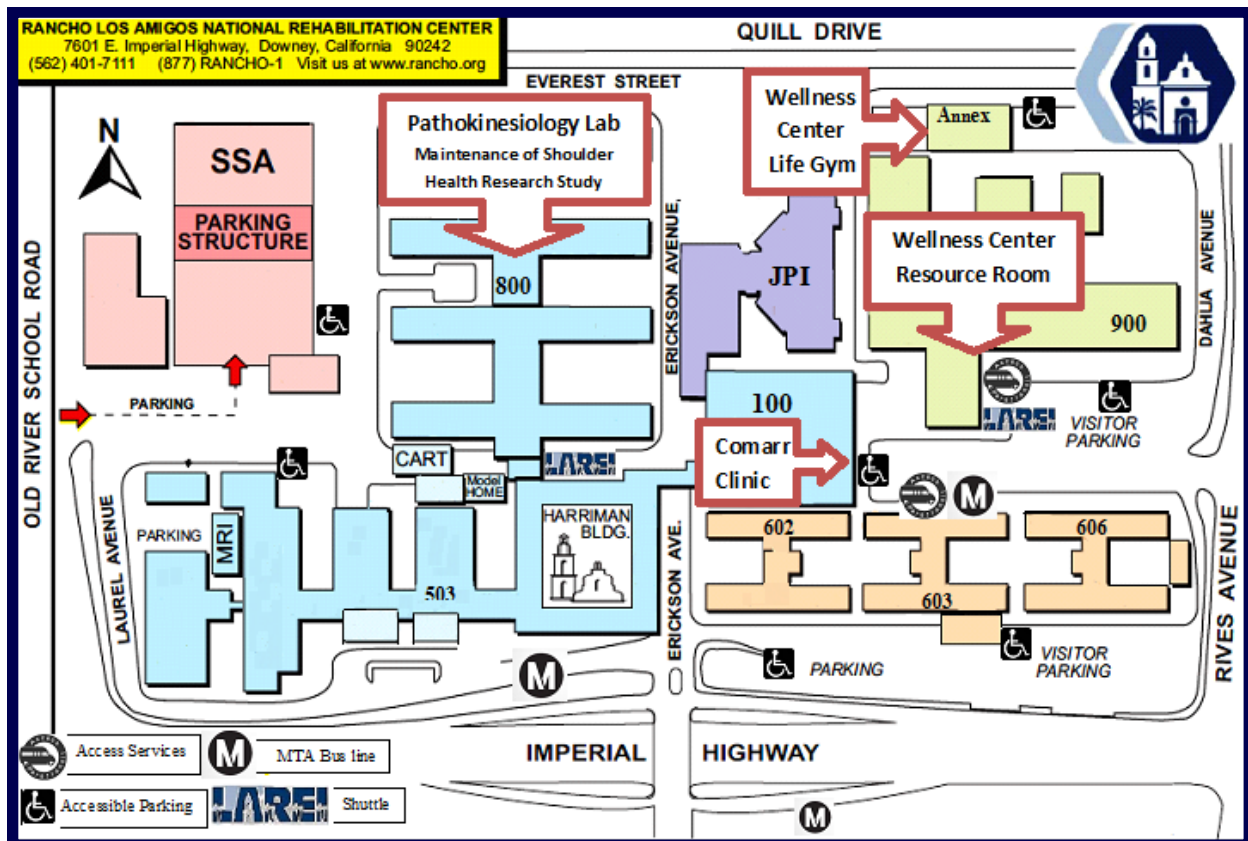 RANCHO LOS AMIGOS NATIONAL REHABILITATION CENTER
7601 E. Imperial Highway, Downey, California 90242
(562) 401-7111 (877) RANCHO-1 Visit us at www.rancho.org
QUILL DRIVE
EVEREST STREET
N
SSA
PARKING
STRUCTURE
PARKING
OLD RIVER SCHOOL ROAD
Pathokinesiology Lab
Maintenance of Shoulder
Health Research Study
800
ERICKSON AVENUE,
Wellness
Center
Life Gym
Annex
JPI
Wellness Center
Resource Room
900
DAHLIA AVENUE
LAREI
VISITOR
PARKING
100
Comarr
Clinic
CART
Model
HOME
LAREI
HARRIMAN
BLDG.
M
602
606
603
PARKING
MRI
503
LAUREL AVENUE
ERICKSON AVE.
RIVES AVENUE
M
PARKING
VISITOR
PARKING
IMPERIAL HIGHWAY
Access Services
M
MTA Bus line
Accessible Parking
LAREI
Shuttle
M